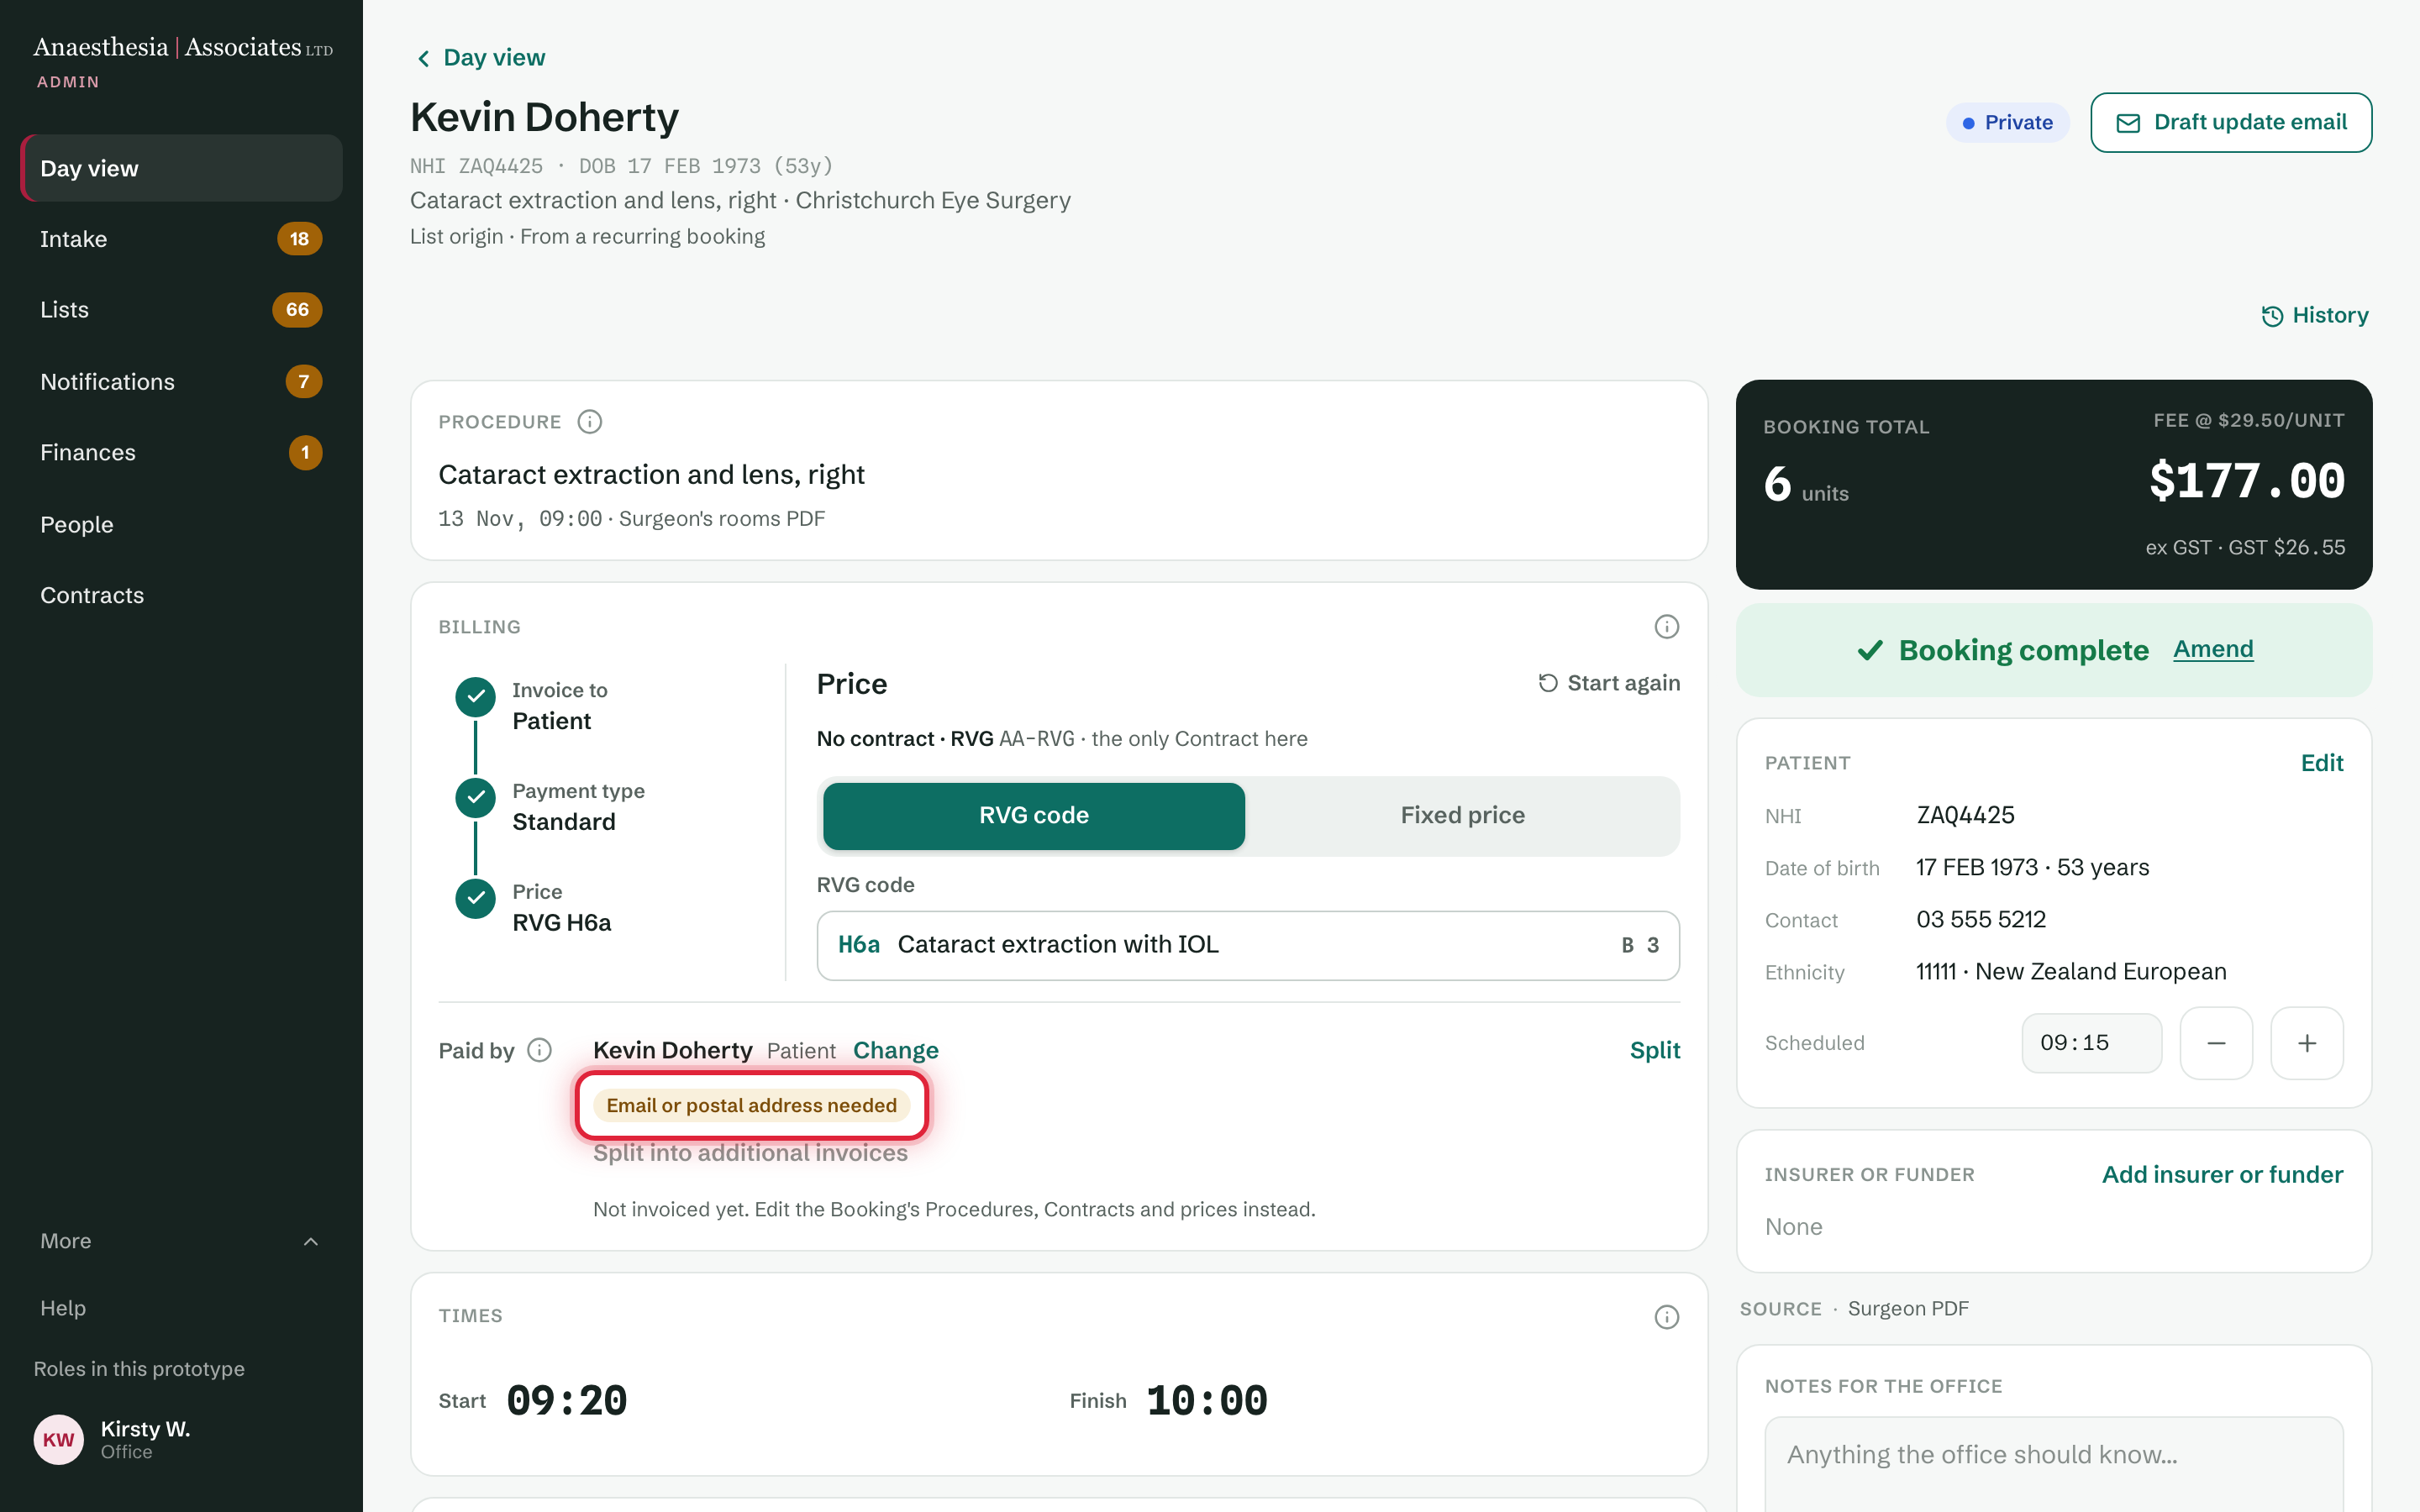 Anaesthesia | Associates LTD
ADMIN
Day view
Intake 18
Lists 66
Notifications 7
Finances 1
People
Contracts
More
Help
Roles in this prototype
KW
Kirsty W.
Office
Day view
Kevin Doherty
NHI ZAQ4425 · DOB 17 FEB 1973 (53y)
Cataract extraction and lens, right · Christchurch Eye Surgery
List origin · From a recurring booking
Private
Draft update email
History
PROCEDURE
Cataract extraction and lens, right
13 Nov, 09:00 · Surgeon's rooms PDF
BILLING
Invoice to
Patient
Payment type
Standard
Price
RVG H6a
Price
Start again
No contract · RVG AA-RVG · the only Contract here
RVG code
Fixed price
RVG code
H6a Cataract extraction with IOL B 3
Paid by
Kevin Doherty Patient Change
Split
Email or postal address needed
Split into additional invoices
Not invoiced yet. Edit the Booking's Procedures, Contracts and prices instead.
TIMES
Start 09:20
Finish 10:00
BOOKING TOTAL
FEE @ $29.50/UNIT
6 units
$177.00
ex GST · GST $26.55
Booking complete Amend
PATIENT
Edit
NHI ZAQ4425
Date of birth 17 FEB 1973 · 53 years
Contact 03 555 5212
Ethnicity 11111 · New Zealand European
Scheduled 09:15
INSURER OR FUNDER
Add insurer or funder
None
SOURCE · Surgeon PDF
NOTES FOR THE OFFICE
Anything the office should know...